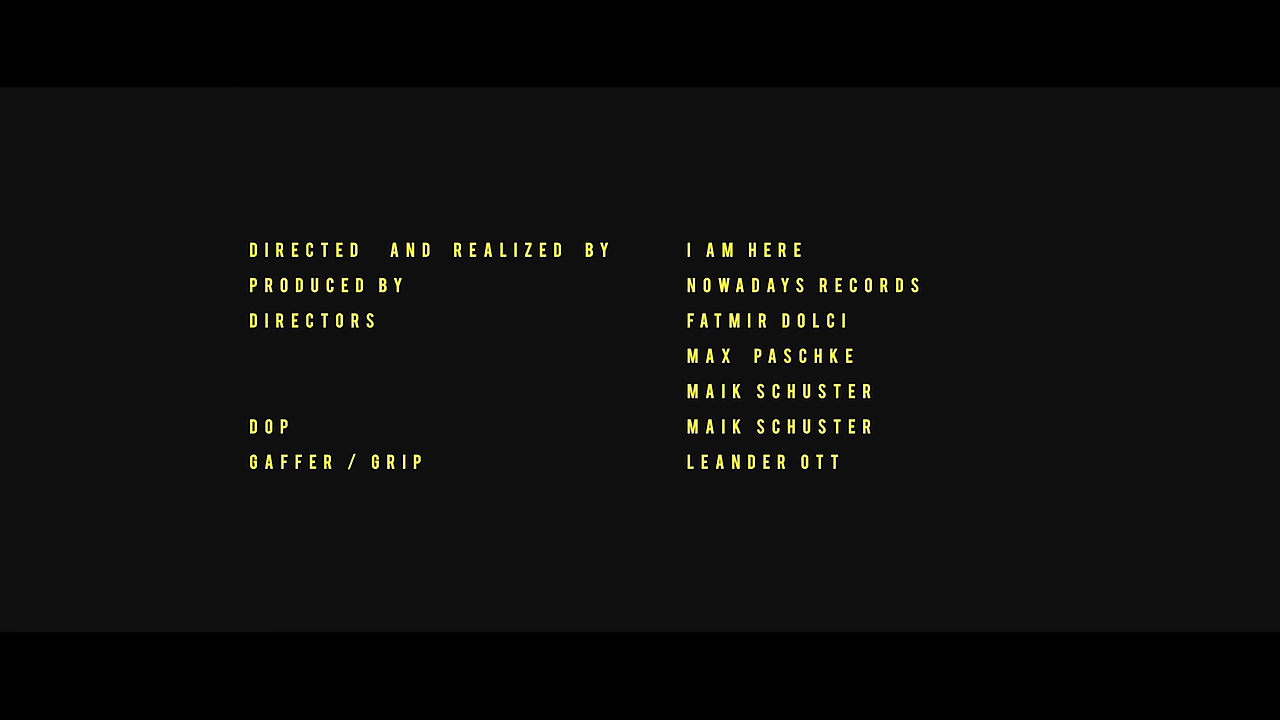 DIRECTED AND REALIZED BY I AM HERE
PRODUCED BY NOWADAYS RECORDS
DIRECTORS FATMIR DOLCI
MAX PASCHKE
MAIK SCHUSTER
DOP MAIK SCHUSTER
GAFFER / GRIP LEANDER OTT